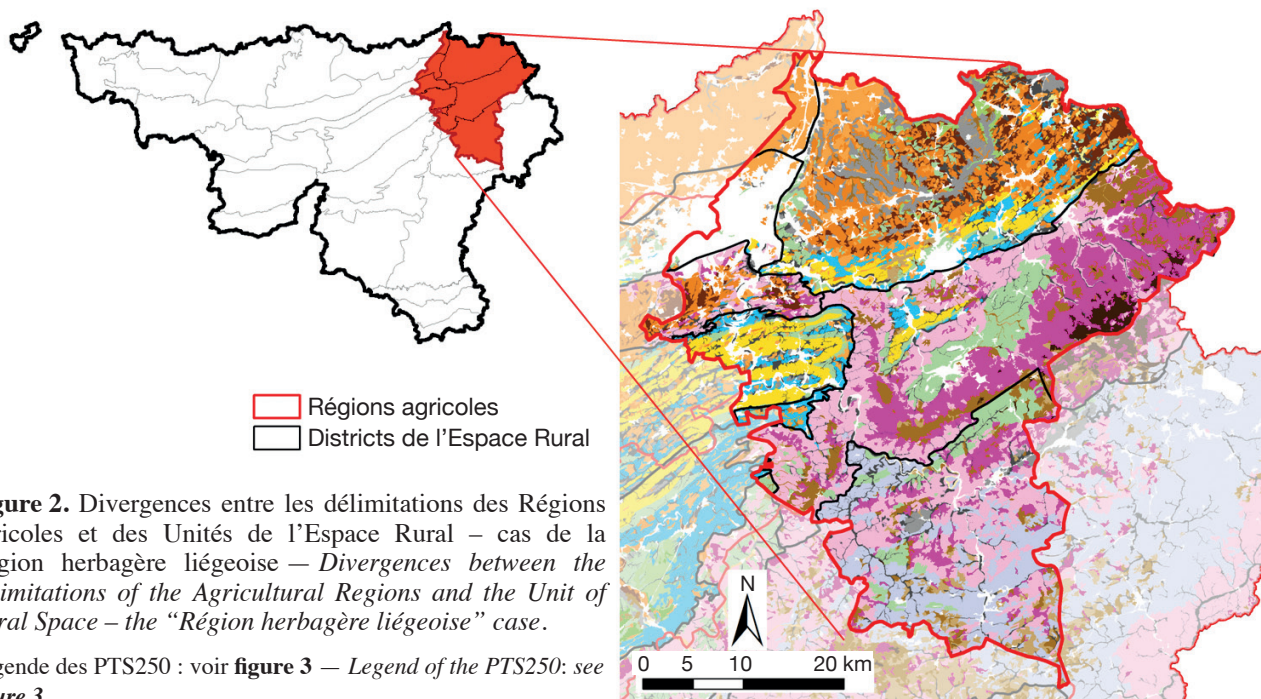 Régions agricoles
Districts de l'Espace Rural
gure 2. Divergences entre les délimitations des Régions
ricoles et des Unités de l'Espace Rural – cas de la
gion herbagère liégeoise — Divergences between the
limitations of the Agricultural Regions and the Unit of
ral Space – the “Région herbagère liégeoise” case.
gende des PTS250 : voir figure 3 — Legend of the PTS250: see
ure 3.
N
0 5 10 20 km